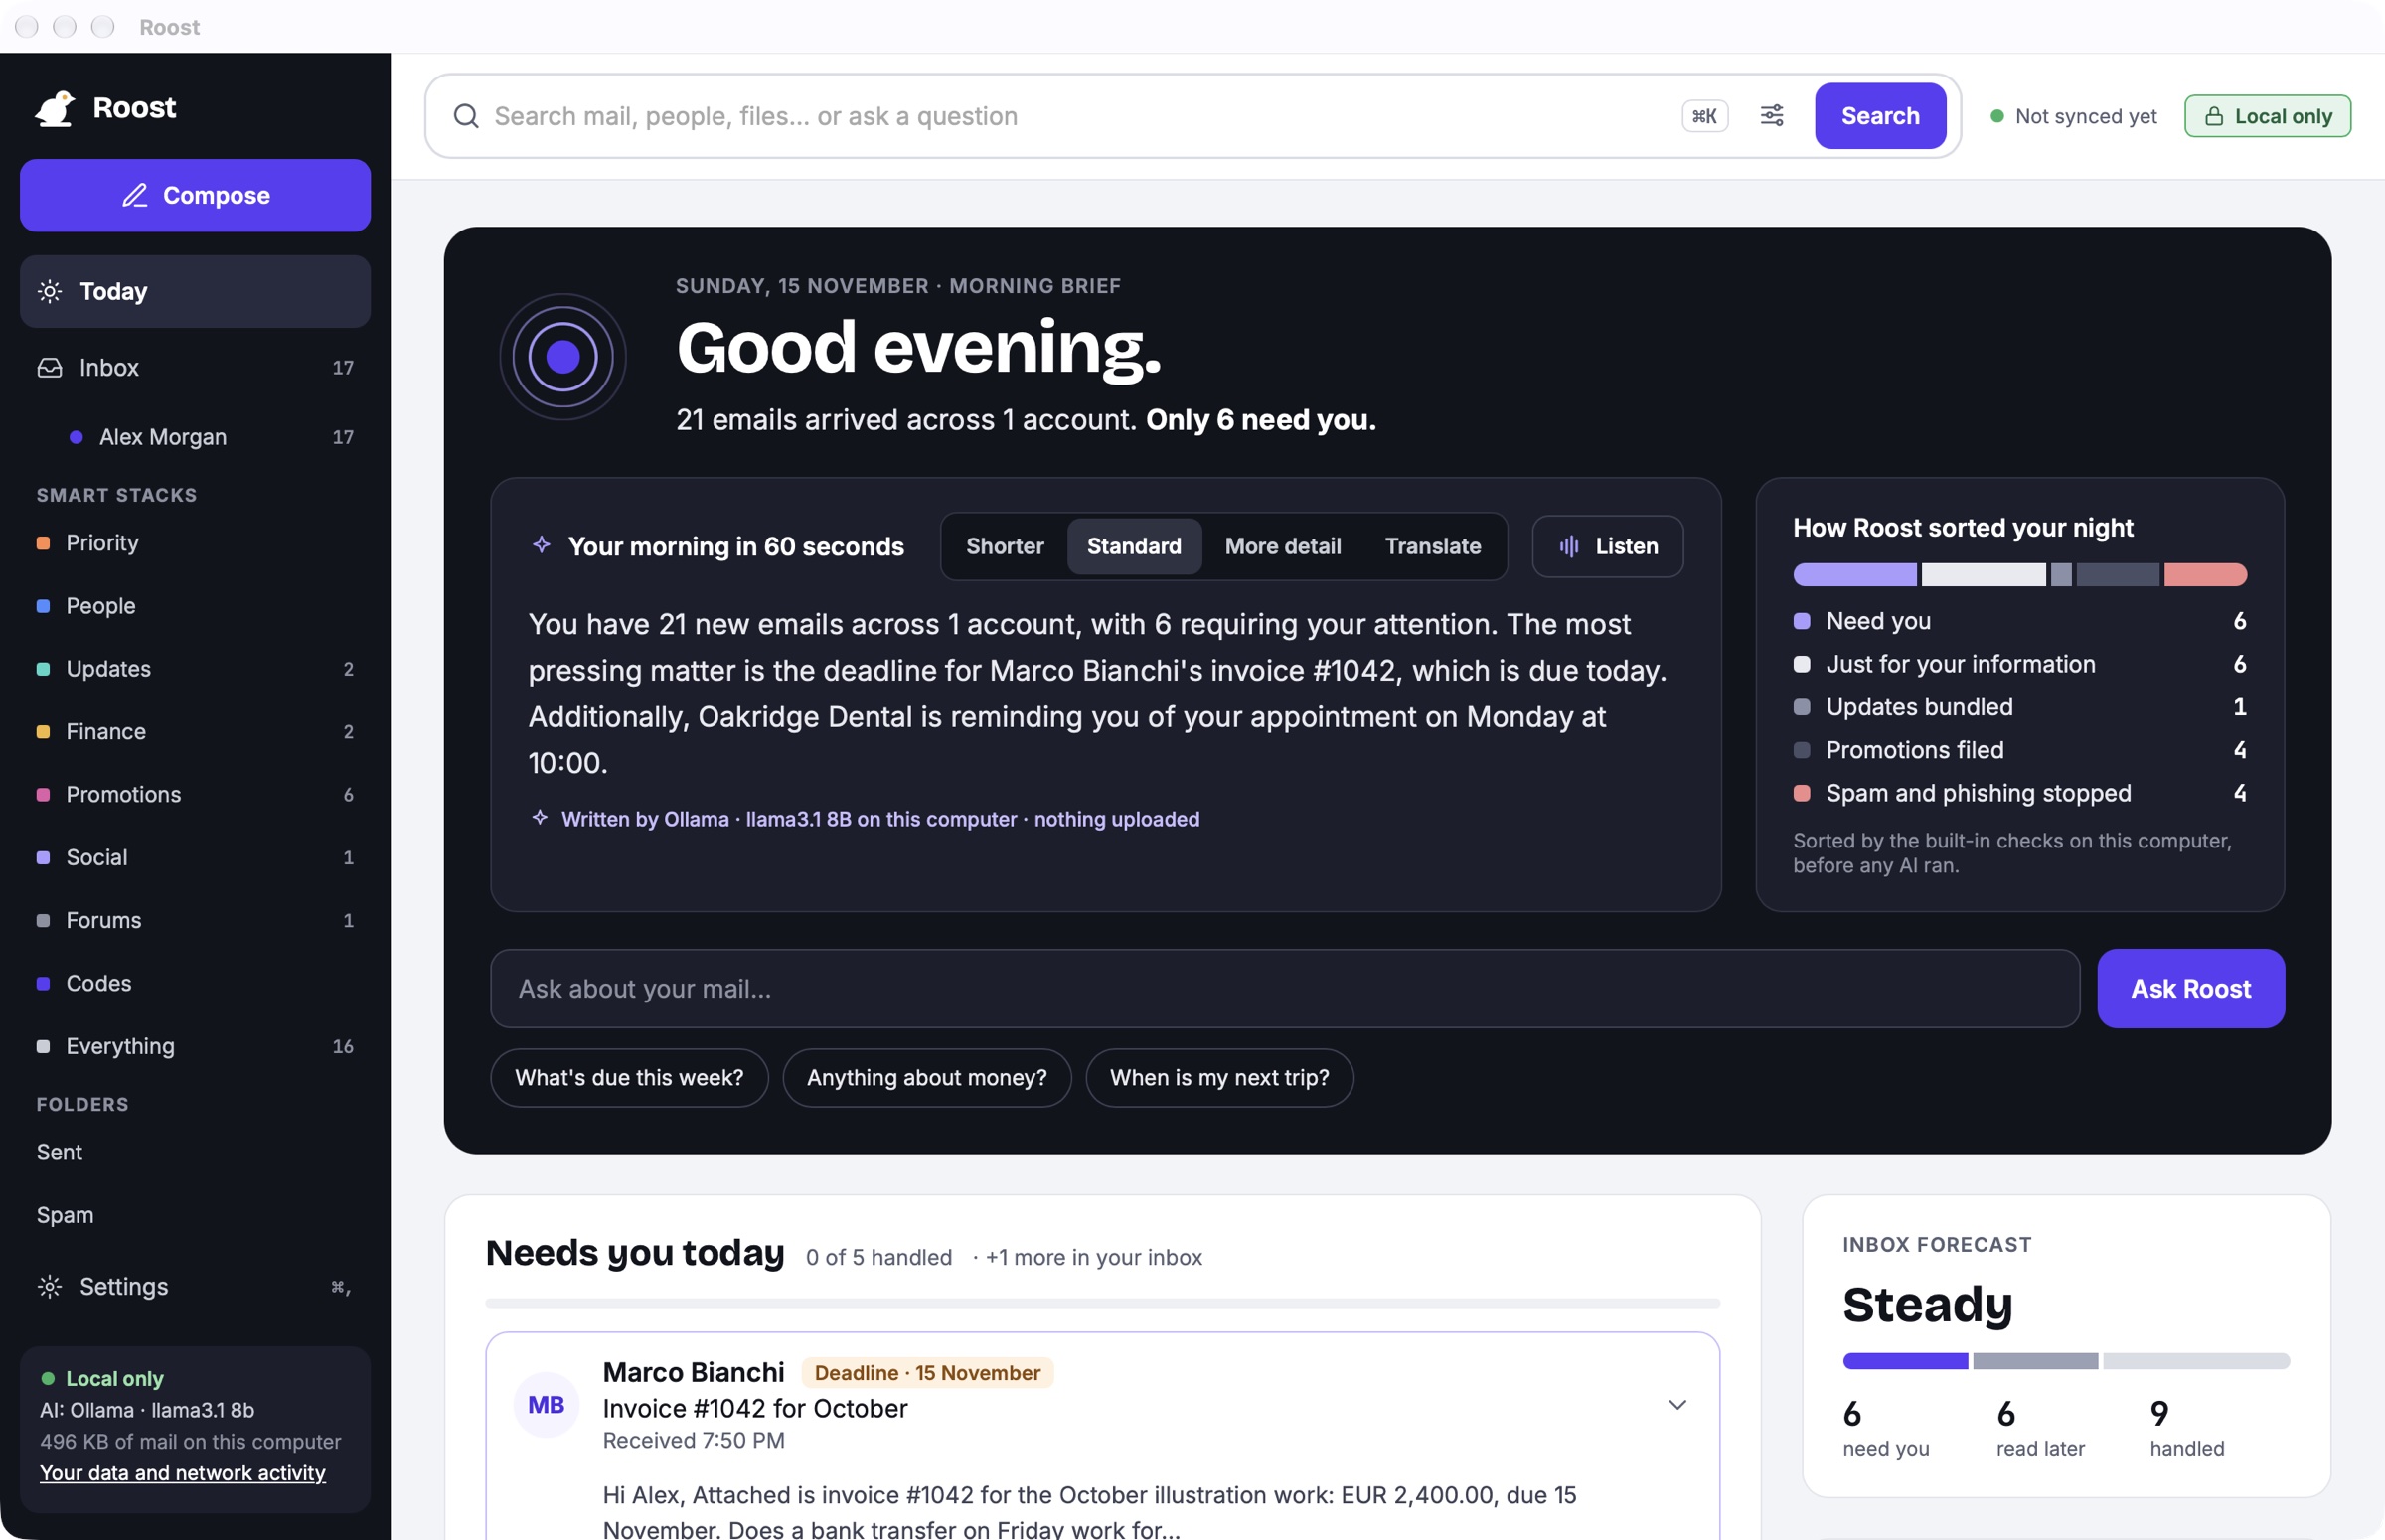 Roost
Roost
Compose
Today
Inbox 17
Alex Morgan 17
SMART STACKS
Priority
People
Updates 2
Finance 2
Promotions 6
Social 1
Forums 1
Codes
Everything 16
FOLDERS
Sent
Spam
Settings ⌘,
Local only
AI: Ollama · llama3.1 8b
496 KB of mail on this computer
Your data and network activity
Search mail, people, files... or ask a question ⌘K Search
Not synced yet
Local only
SUNDAY, 15 NOVEMBER · MORNING BRIEF
Good evening.
21 emails arrived across 1 account. Only 6 need you.
Your morning in 60 seconds Shorter Standard More detail Translate Listen
You have 21 new emails across 1 account, with 6 requiring your attention. The most
pressing matter is the deadline for Marco Bianchi's invoice #1042, which is due today.
Additionally, Oakridge Dental is reminding you of your appointment on Monday at
10:00.
Written by Ollama · llama3.1 8B on this computer · nothing uploaded
How Roost sorted your night
Need you 6
Just for your information 6
Updates bundled 1
Promotions filed 4
Spam and phishing stopped 4
Sorted by the built-in checks on this computer,
before any AI ran.
Ask about your mail... Ask Roost
What's due this week? Anything about money? When is my next trip?
Needs you today 0 of 5 handled · +1 more in your inbox
MB
Marco Bianchi Deadline · 15 November
Invoice #1042 for October
Received 7:50 PM
Hi Alex, Attached is invoice #1042 for the October illustration work: EUR 2,400.00, due 15
November. Does a bank transfer on Friday work for...
INBOX FORECAST
Steady
6 6 9
need you read later handled